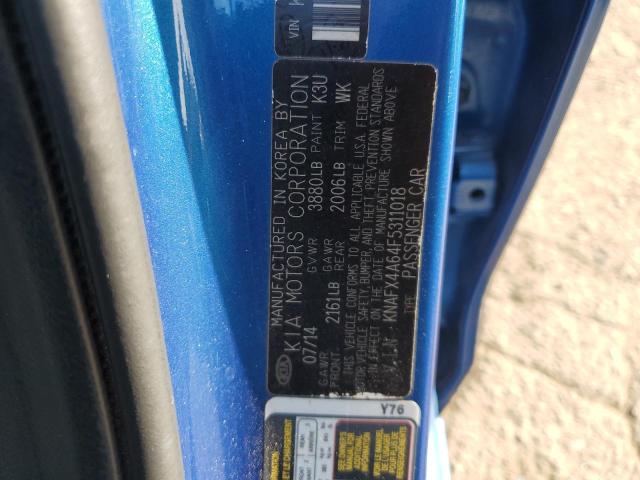 VIN
MANUFACTURED IN KOREA BY
KIA MOTORS CORPORATION
07/14 GVWR 3880LB PAINT K3U
GAWR FRONT 2161LB GAWR REAR 2006LB TRIM WK
THIS VEHICLE CONFORMS TO ALL APPLICABLE U.S.A. FEDERAL
MOTOR VEHICLE SAFETY, BUMPER, AND THEFT PREVENTION STANDARDS
IN EFFECT ON THE DATE OF MANUFACTURE SHOWN ABOVE
V.I.N: KNAFX4A64F5311018
TYPE: PASSENGER CAR
KIA
Y76